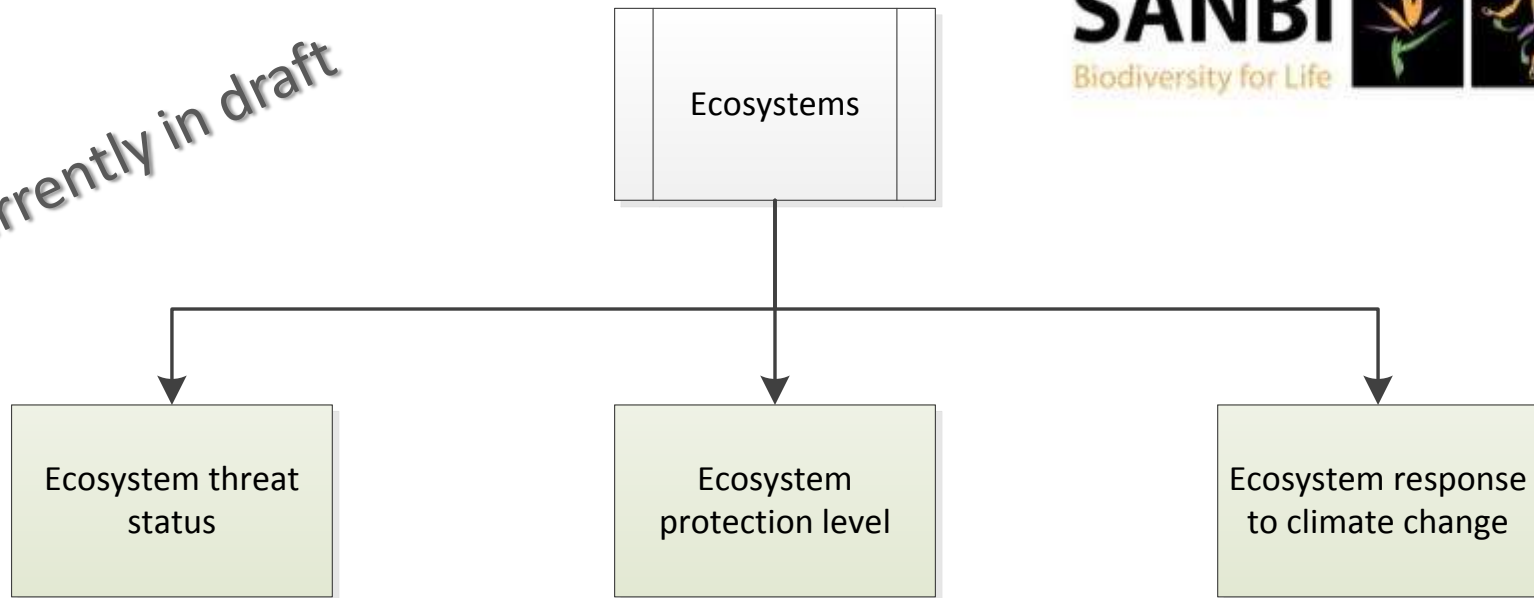 rrently in draft
SANBI
Biodiversity for Life
Ecosystems
Ecosystem threat
status
Ecosystem
protection level
Ecosystem response
to climate change